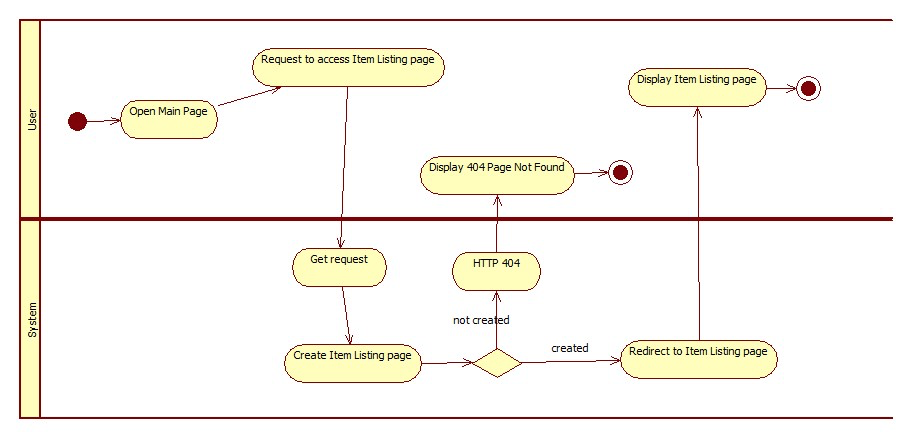 User
Open Main Page
Request to access Item Listing page
Display 404 Page Not Found
Display Item Listing page
System
Get request
Create Item Listing page
HTTP 404
not created
created
Redirect to Item Listing page